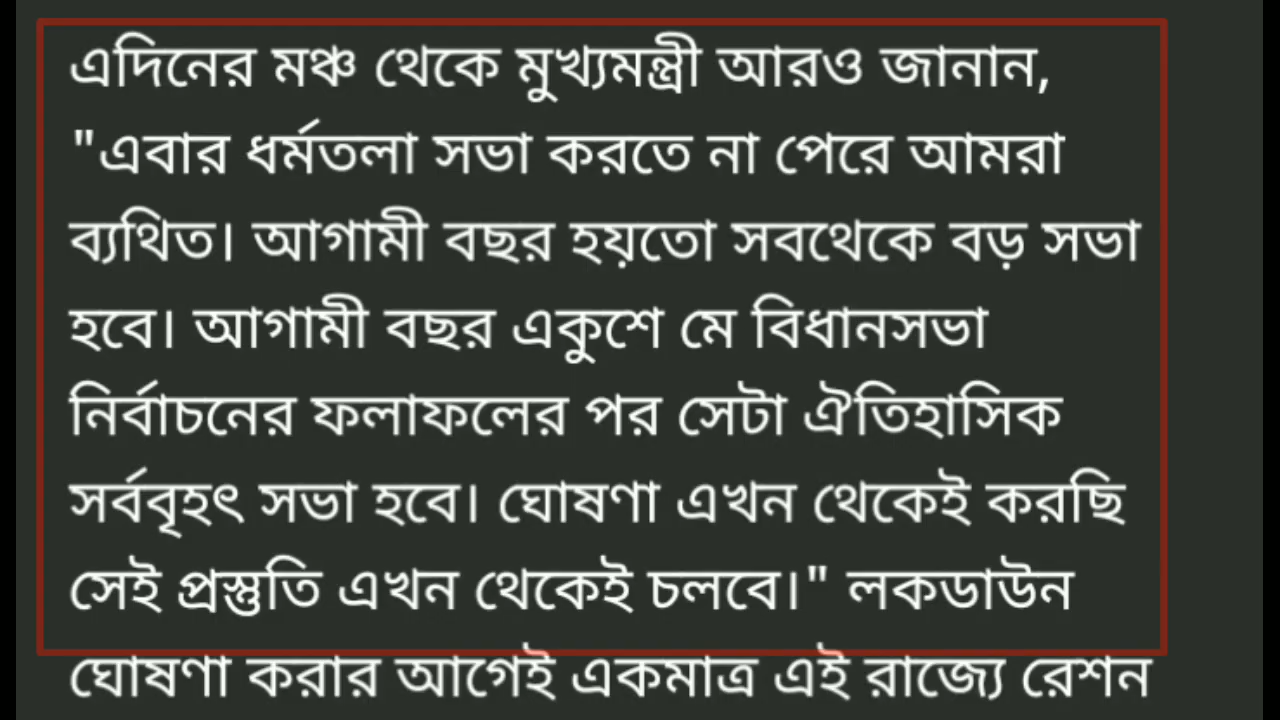 এদিনের মঞ্চ থেকে মুখ্যমন্ত্রী আরও জানান,
"এবার ধর্মতলা সভা করতে না পেরে আমরা
ব্যথিত। আগামী বছর হয়তো সবথেকে বড় সভা
হবে। আগামী বছর একুশে মে বিধানসভা
নির্বাচনের ফলাফলের পর সেটা ঐতিহাসিক
সর্ববৃহৎ সভা হবে। ঘোষণা এখন থেকেই করছি
সেই প্রস্তুতি এখন থেকেই চলবে।" লকডাউন
ঘোষণা করার আগেই একমাত্র এই রাজ্যে রেশন